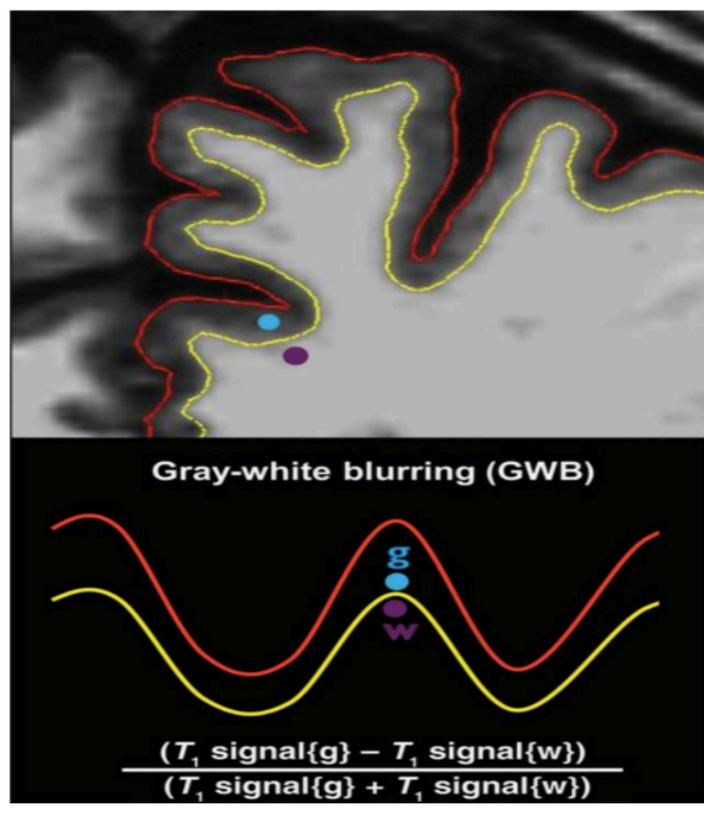 Gray-white blurring (GWB)
g
w
(T₁ signal{g} – T₁ signal{w})
(T₁ signal{g} + T₁ signal{w})